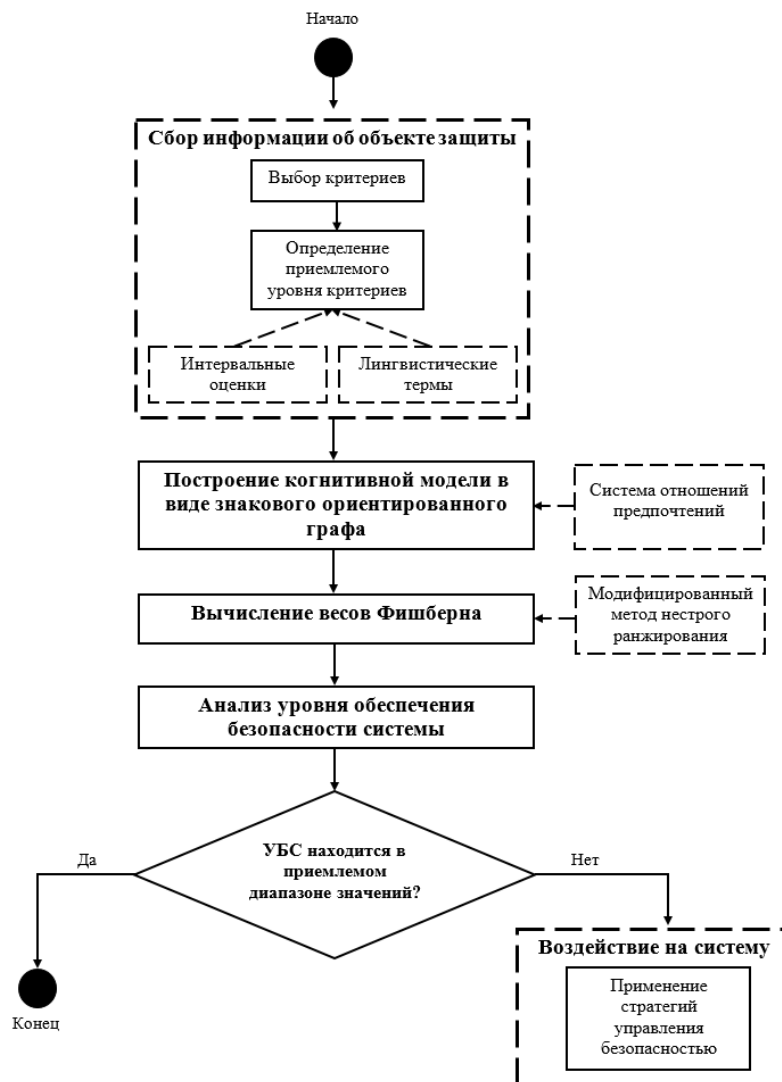 Начало
Сбор информации об объекте защиты
Выбор критериев
Определение
приемлемого
уровня критериев
Интервальные
оценки
Лингвистические
термы
Построение когнитивной модели в
виде знакового ориентированного
графа
Система отношений
предпочтений
Вычисление весов Фишберна
Модифицированный
метод нестрого
ранжирования
Анализ уровня обеспечения
безопасности системы
УБС находится в
приемлемом
диапазоне значений?
Да
Нет
Конец
Воздействие на систему
Применение
стратегий
управления
безопасностью